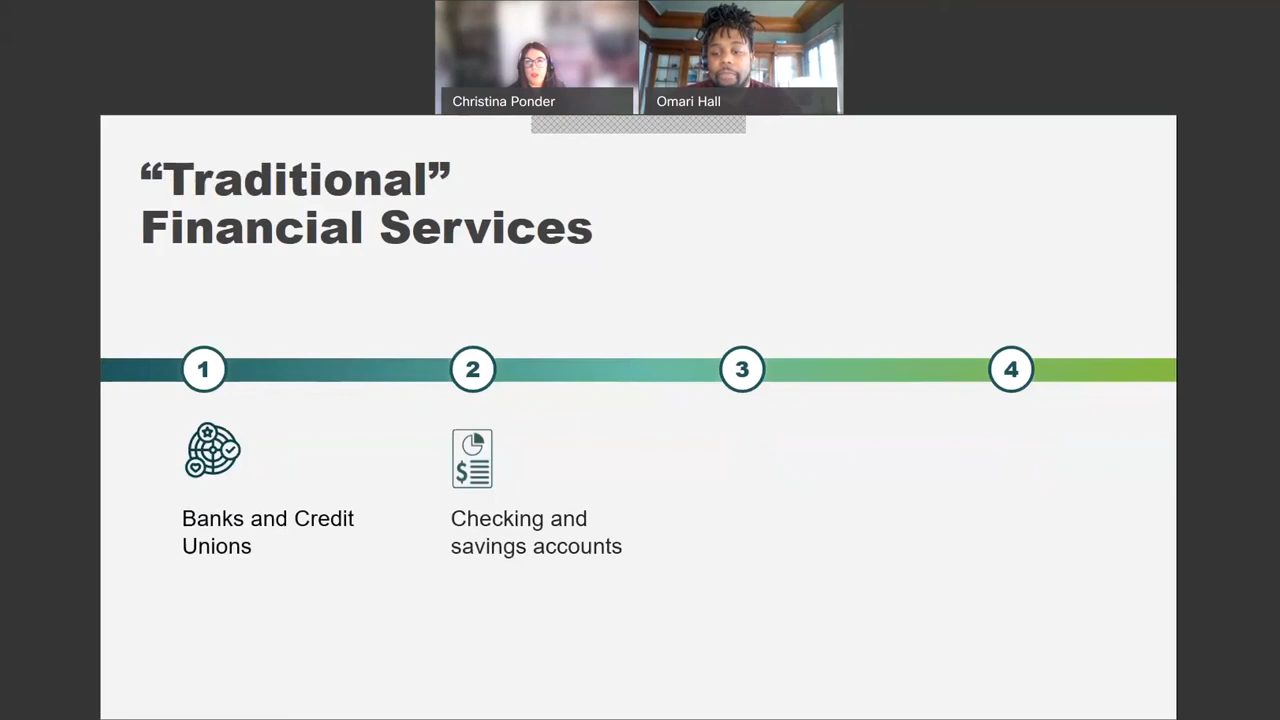 Christina Ponder
Omari Hall
“Traditional”
Financial Services
1
2
3
4
$
Banks and Credit
Unions
Checking and
savings accounts